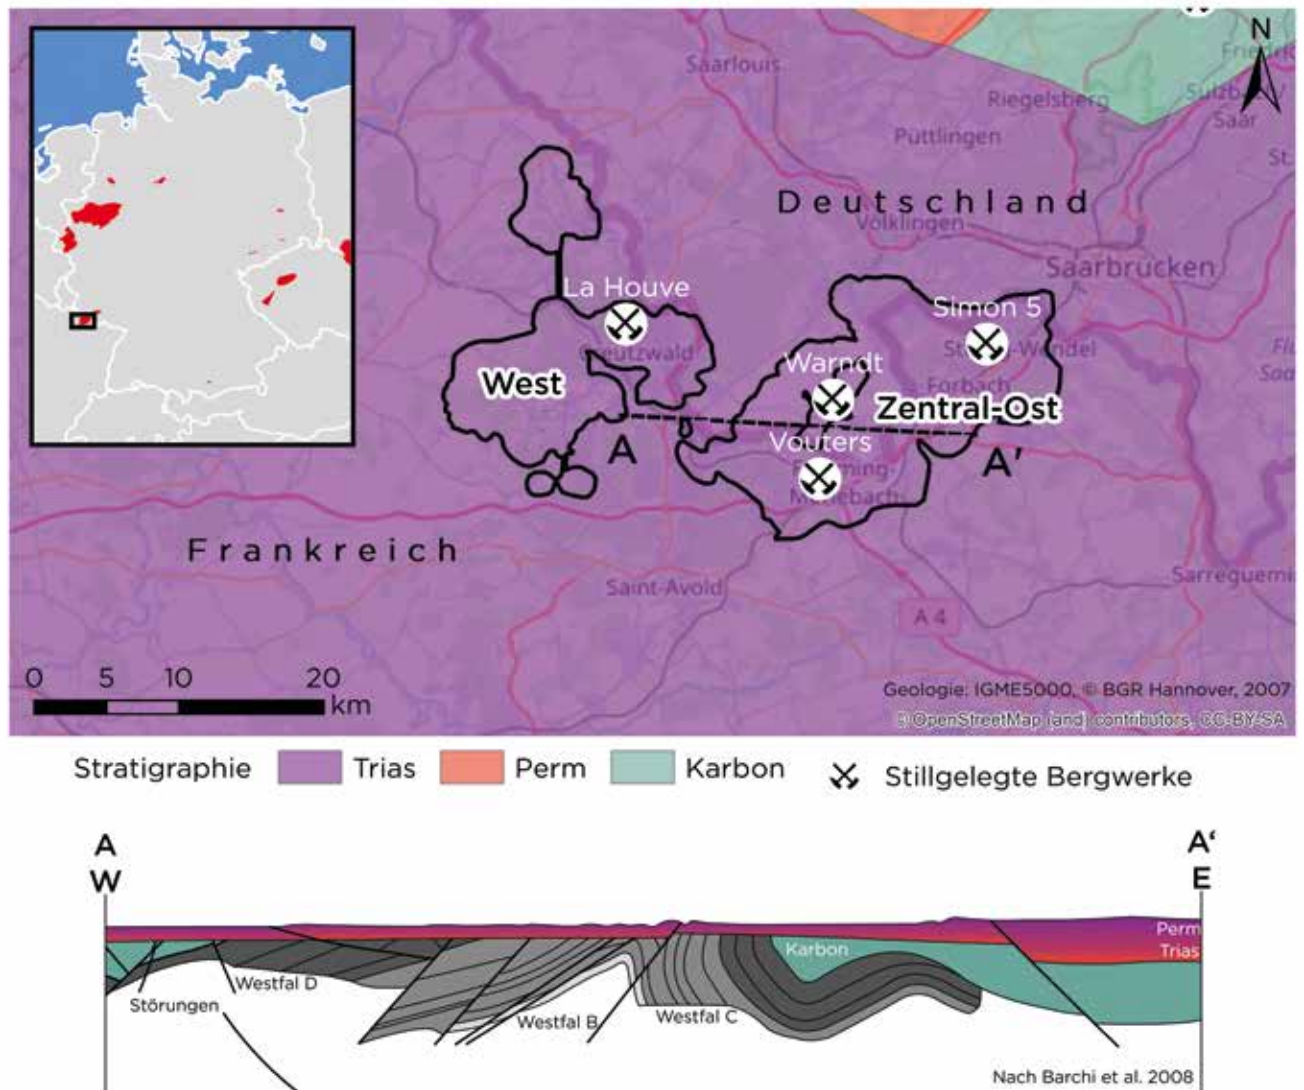 N
Saarlouis
Riegelsberg
Püttlingen
Saar
St.
Deutschland
Völklingen
Saarbrücken
La Houve
Simon 5
Creutzwald
Warndt
Forbach
West
Zentral-Ost
A
A'
Vouters
Frankreich
Saint-Avold
A 4
0 5 10 20
km
Geologie: IGME5000, © BGR Hannover, 2007
© OpenStreetMap (and) contributors, CC-BY-SA
Stratigraphie Trias Perm Karbon Stillgelegte Bergwerke
A A‘
W E
Perm
Karbon Trias
Westfal D
Störungen
Westfal B
Westfal C
Nach Barchi et al. 2008